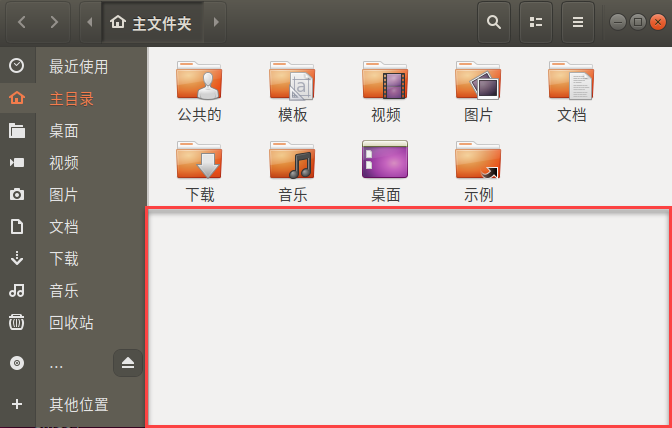 主文件夹
最近使用
主目录
桌面
视频
图片
文档
下载
音乐
回收站
...
其他位置
公共的
模板
视频
图片
文档
下载
音乐
桌面
示例